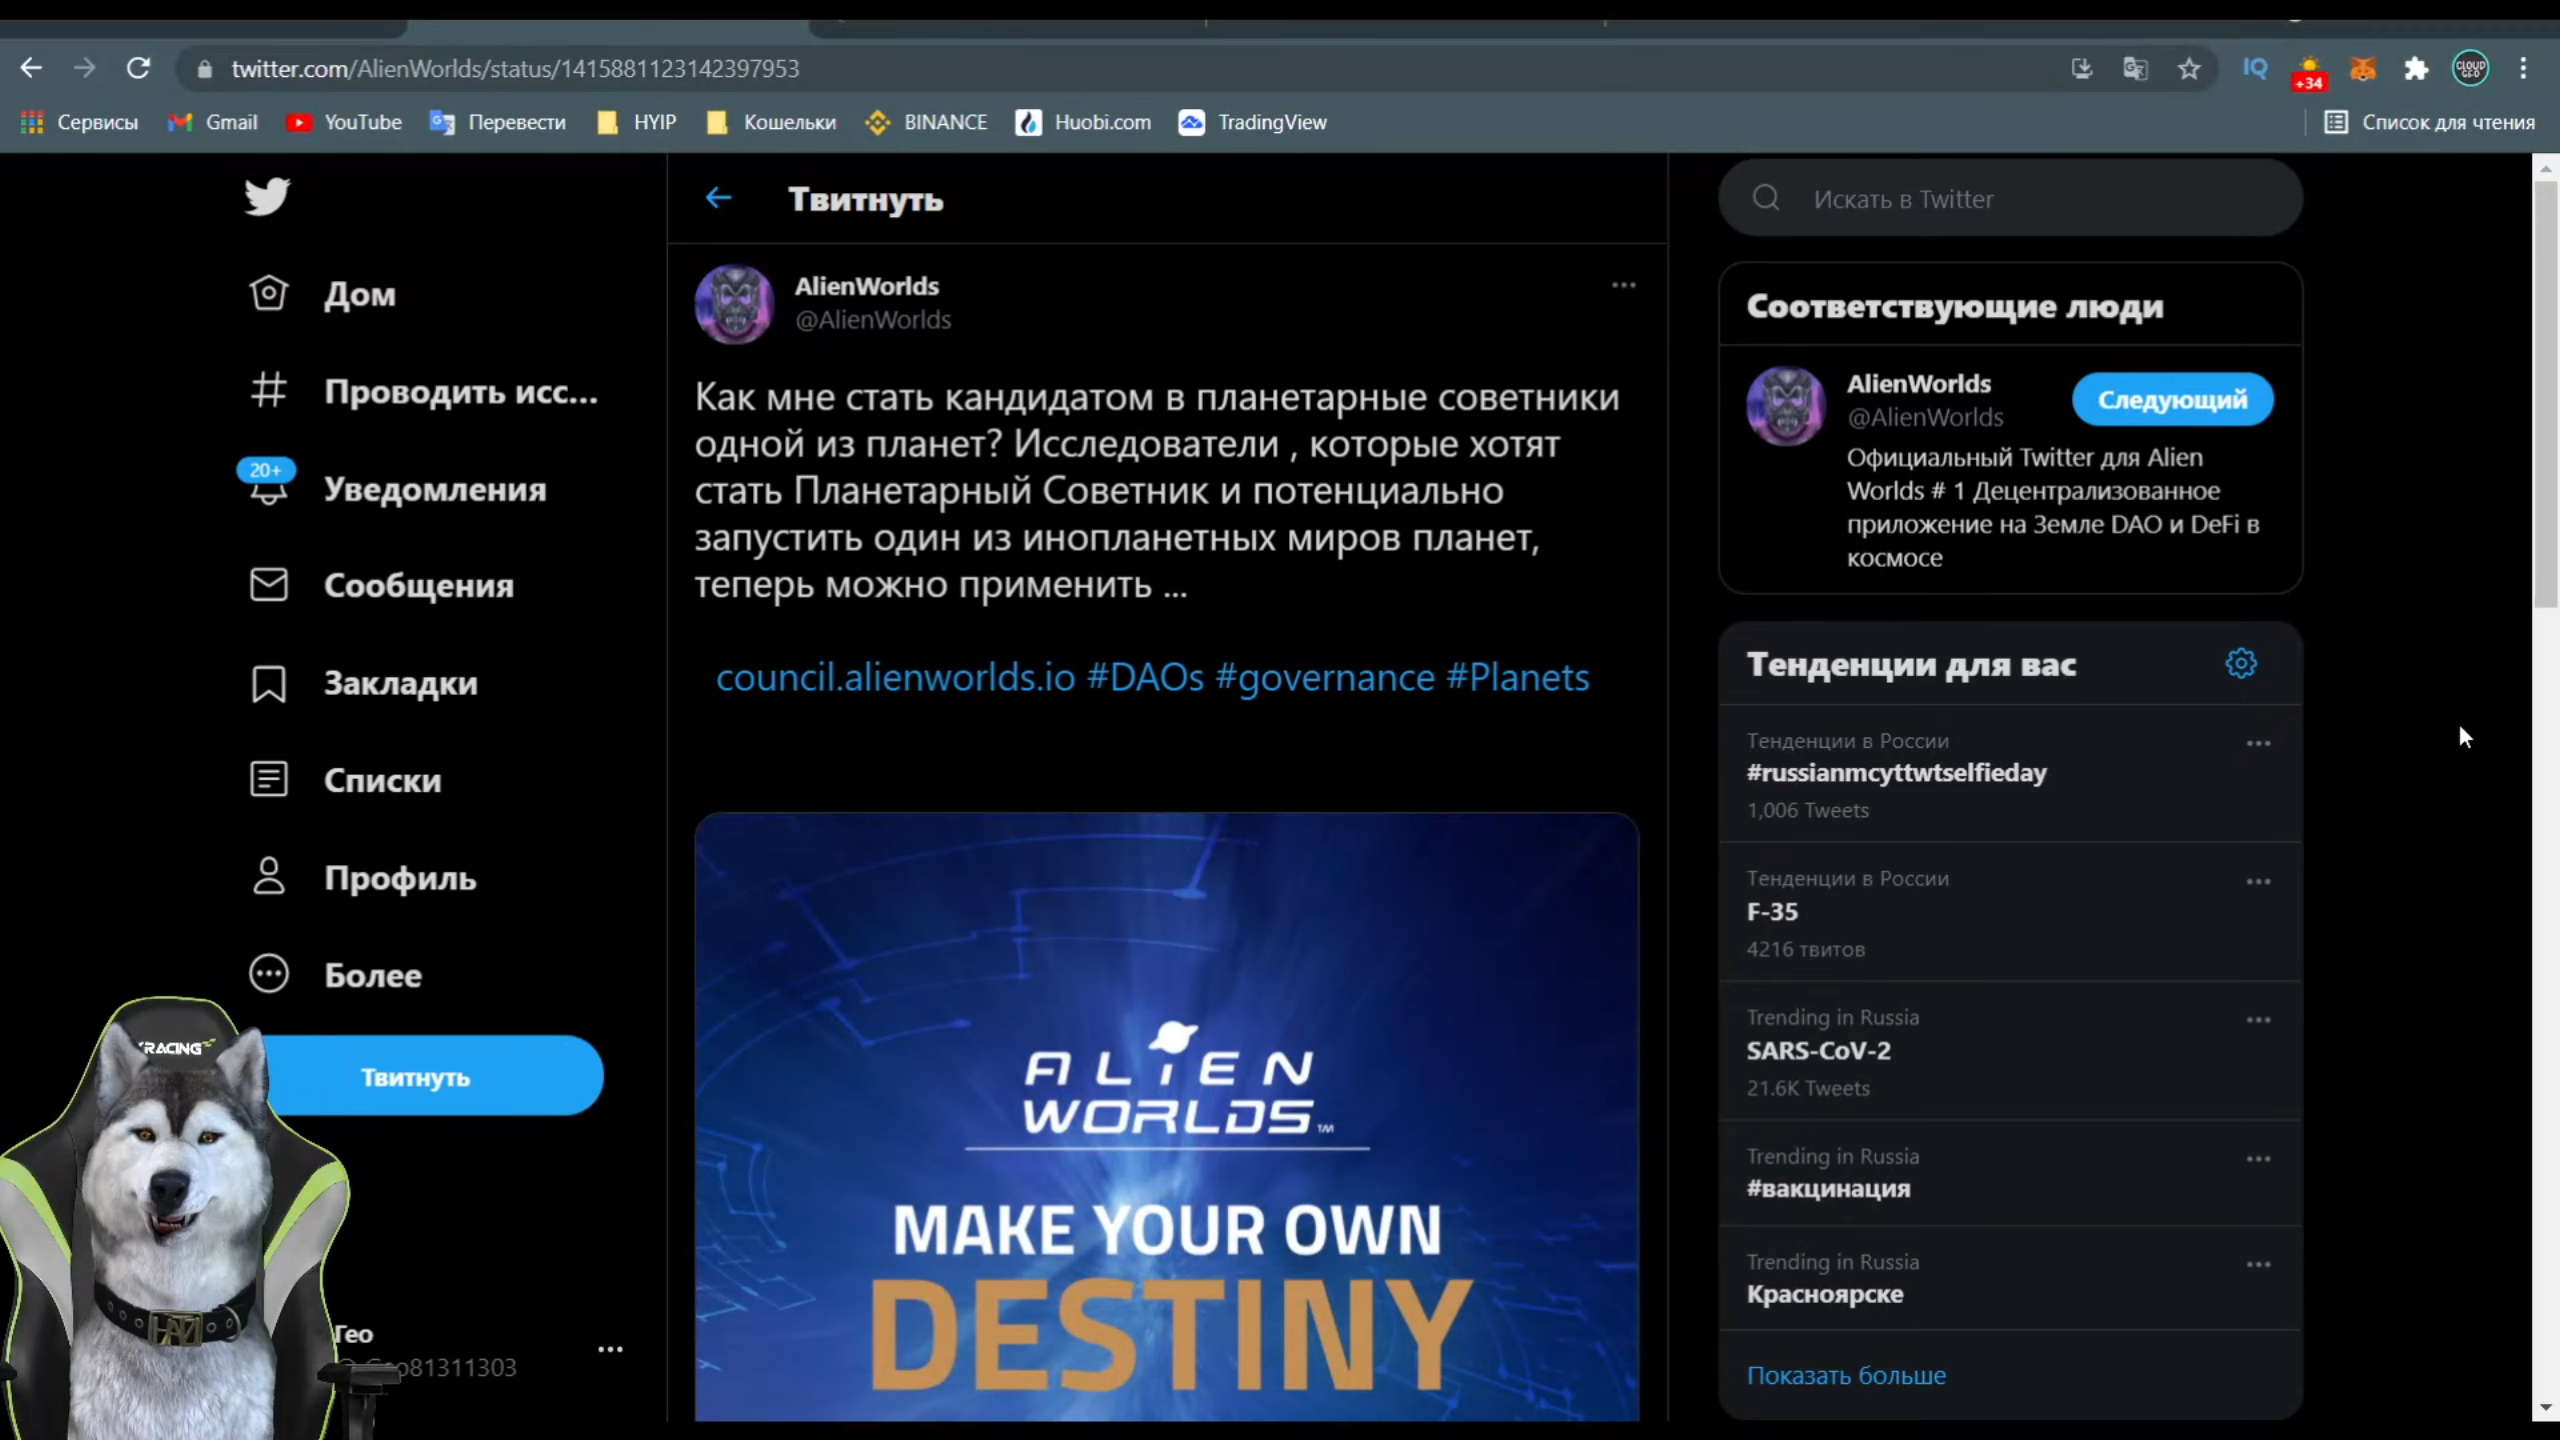 twitter.com/AlienWorlds/status/1415881123142397953
IQ
+34
CLOUD GEO
Сервисы
Gmail
YouTube
Перевести
HYIP
Кошельки
BINANCE
Huobi.com
TradingView
Список для чтения
Дом
Проводить исс...
20+
Уведомления
Сообщения
Закладки
Списки
Профиль
Более
Твитнуть
RACING
Гео
81311303
Твитнуть
AlienWorlds
@AlienWorlds
Как мне стать кандидатом в планетарные советники
одной из планет? Исследователи , которые хотят
стать Планетарный Советник и потенциально
запустить один из инопланетных миров планет,
теперь можно применить ...
council.alienworlds.io #DAOs #governance #Planets
ALIEN
WORLDS™
MAKE YOUR OWN
DESTINY
Искать в Twitter
Соответствующие люди
AlienWorlds
@AlienWorlds
Следующий
Официальный Twitter для Alien
Worlds # 1 Децентрализованное
приложение на Земле DAO и DeFi в
космосе
Тенденции для вас
Тенденции в России
#russianmcyttwtselfieday
1,006 Tweets
Тенденции в России
F-35
4216 твитов
Trending in Russia
SARS-CoV-2
21.6K Tweets
Trending in Russia
#вакцинация
Trending in Russia
Красноярске
Показать больше